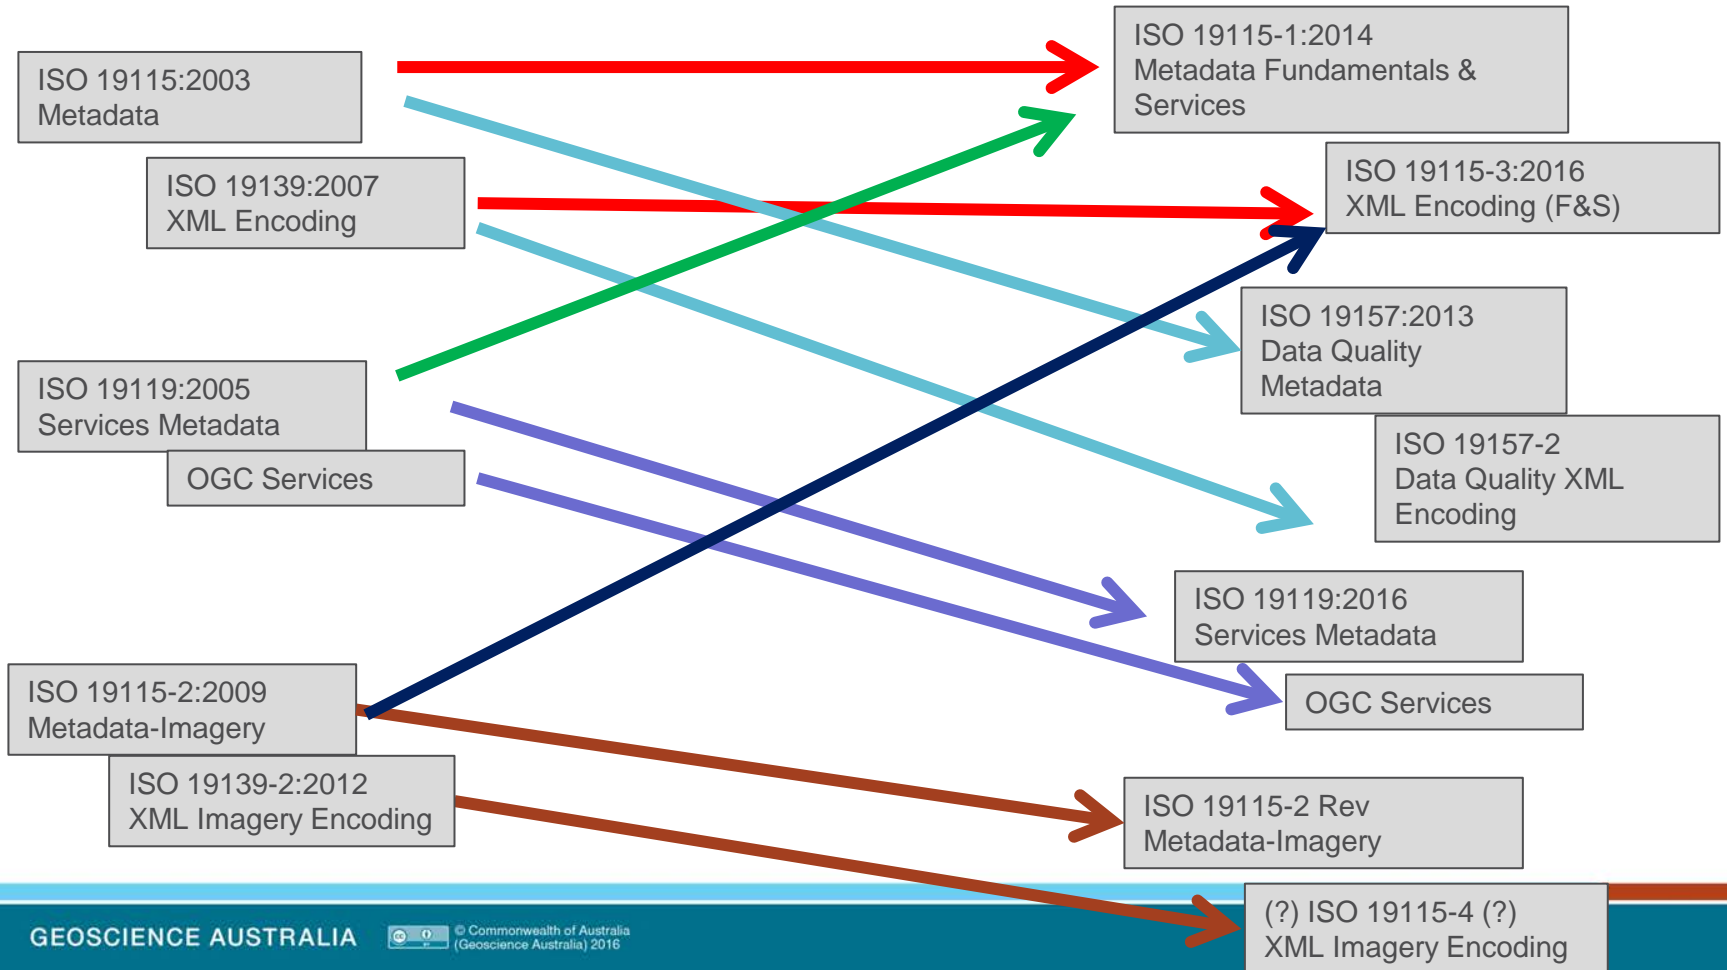 ISO 19115:2003
Metadata
ISO 19139:2007
XML Encoding
ISO 19119:2005
Services Metadata
OGC Services
ISO 19115-2:2009
Metadata-Imagery
ISO 19139-2:2012
XML Imagery Encoding
ISO 19115-1:2014
Metadata Fundamentals &
Services
ISO 19115-3:2016
XML Encoding (F&S)
ISO 19157:2013
Data Quality
Metadata
ISO 19157-2
Data Quality XML
Encoding
ISO 19119:2016
Services Metadata
OGC Services
ISO 19115-2 Rev
Metadata-Imagery
(?) ISO 19115-4 (?)
XML Imagery Encoding
GEOSCIENCE AUSTRALIA
© Commonwealth of Australia
(Geoscience Australia) 2016